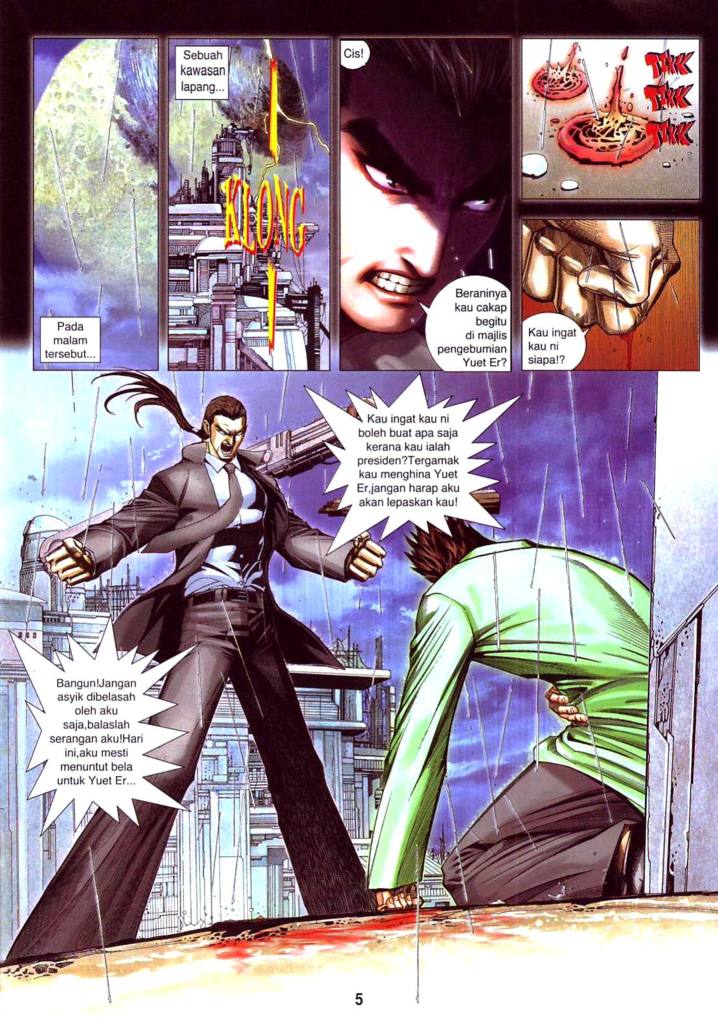 Pada
malam
tersebut...
Sebuah
kawasan
lapang...
KLONG
Cis!
Beraninya
kau cakap
begitu
di majlis
pengebumian
Yuet Er?
TIKK
TIKK
TIKK
Kau ingat
kau ni
siapa!?
Kau ingat kau ni
boleh buat apa saja
kerana kau ialah
presiden?Tergamak
kau menghina Yuet
Er,jangan harap aku
akan lepaskan kau!
Bangun!Jangan
asyik dibelasah
oleh aku
saja,balaslah
serangan aku!Hari
ini,aku mesti
menuntut bela
untuk Yuet Er...
5